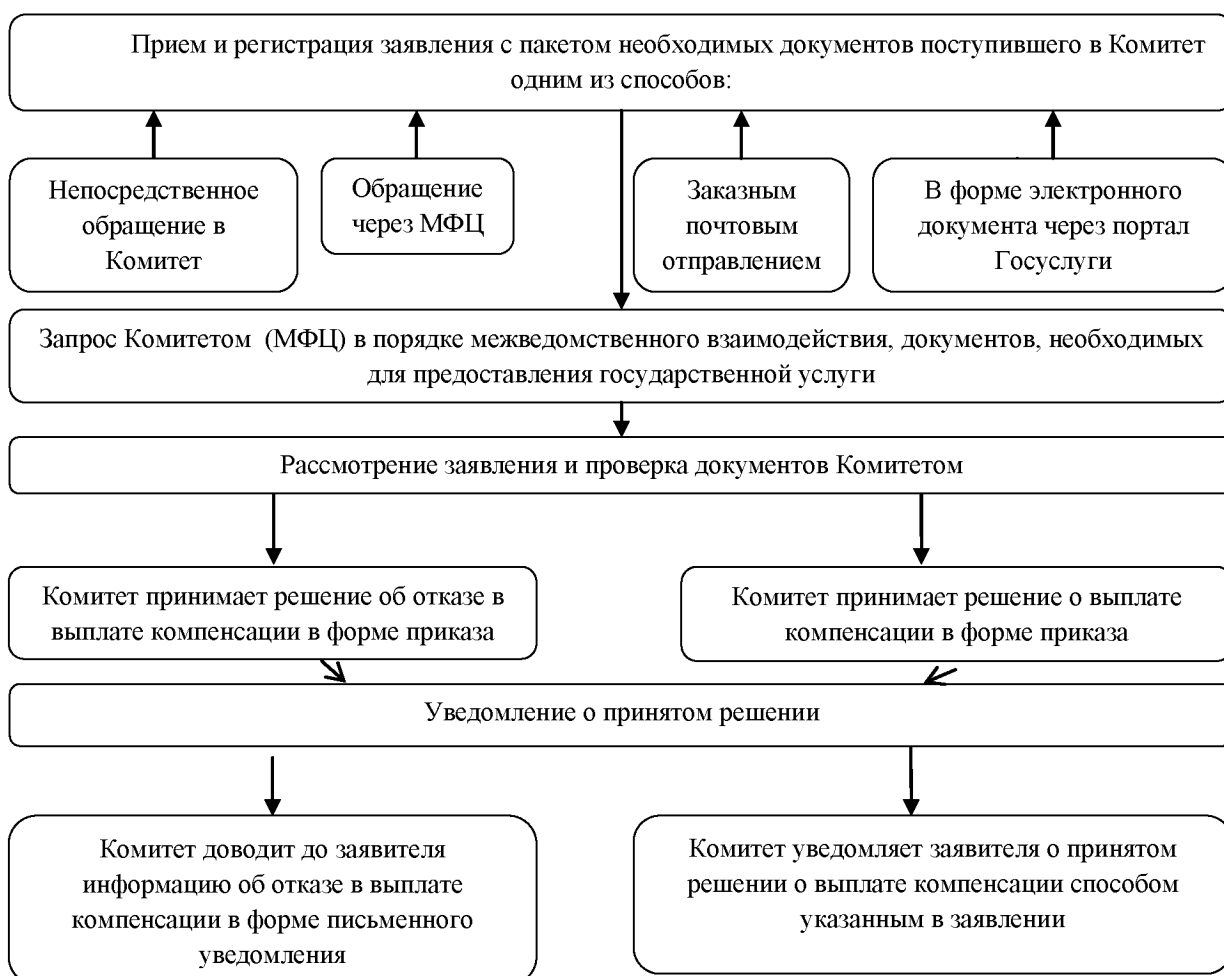 Прием и регистрация заявления с пакетом необходимых документов поступившего в Комитет
одним из способов:
Непосредственное
обращение в
Комитет
Обращение
через МФЦ
Заказным
почтовым
отправлением
В форме электронного
документа через портал
Госуслуги
Запрос Комитетом (МФЦ) в порядке межведомственного взаимодействия, документов, необходимых
для предоставления государственной услуги
Рассмотрение заявления и проверка документов Комитетом
Комитет принимает решение об отказе в
выплате компенсации в форме приказа
Комитет принимает решение о выплате
компенсации в форме приказа
Уведомление о принятом решении
Комитет доводит до заявителя
информацию об отказе в выплате
компенсации в форме письменного
уведомления
Комитет уведомляет заявителя о принятом
решении о выплате компенсации способом
указанным в заявлении